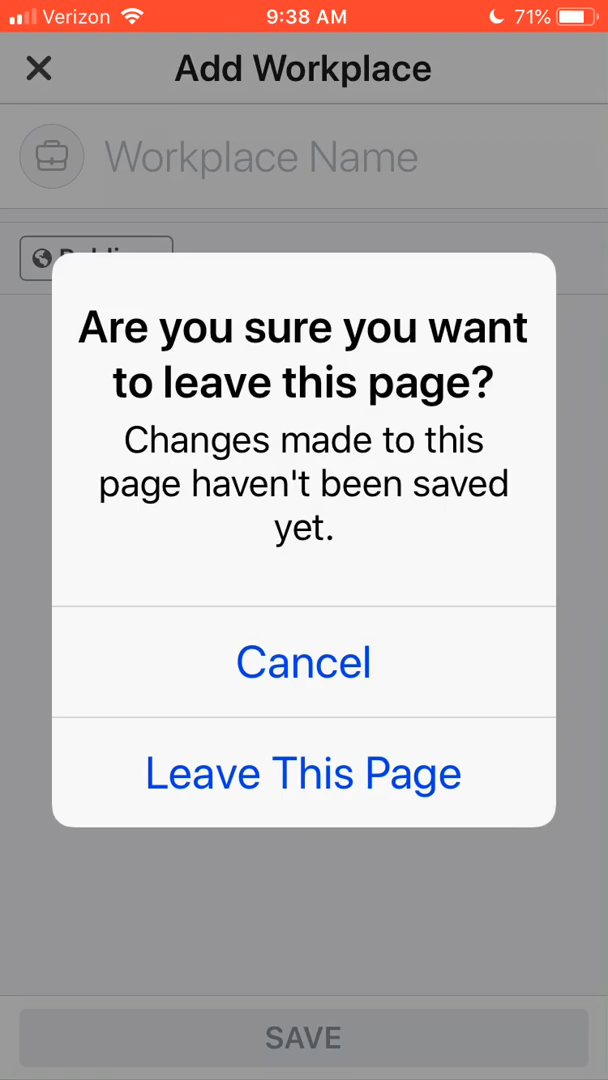 Verizon 9:38 AM 71%
Add Workplace
Workplace Name
Public
Are you sure you want
to leave this page?
Changes made to this
page haven't been saved
yet.
Cancel
Leave This Page
SAVE